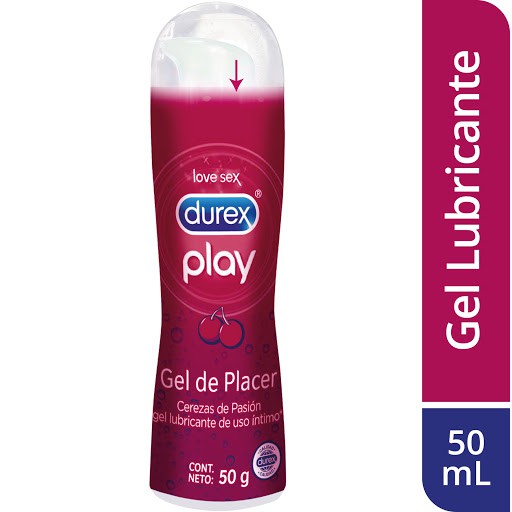 love sex
durex®
play
Gel de Placer
Cerezas de Pasión
gel lubricante de uso íntimo*
CONT.
NETO: 50 g
durex
Gel Lubricante
50
mL